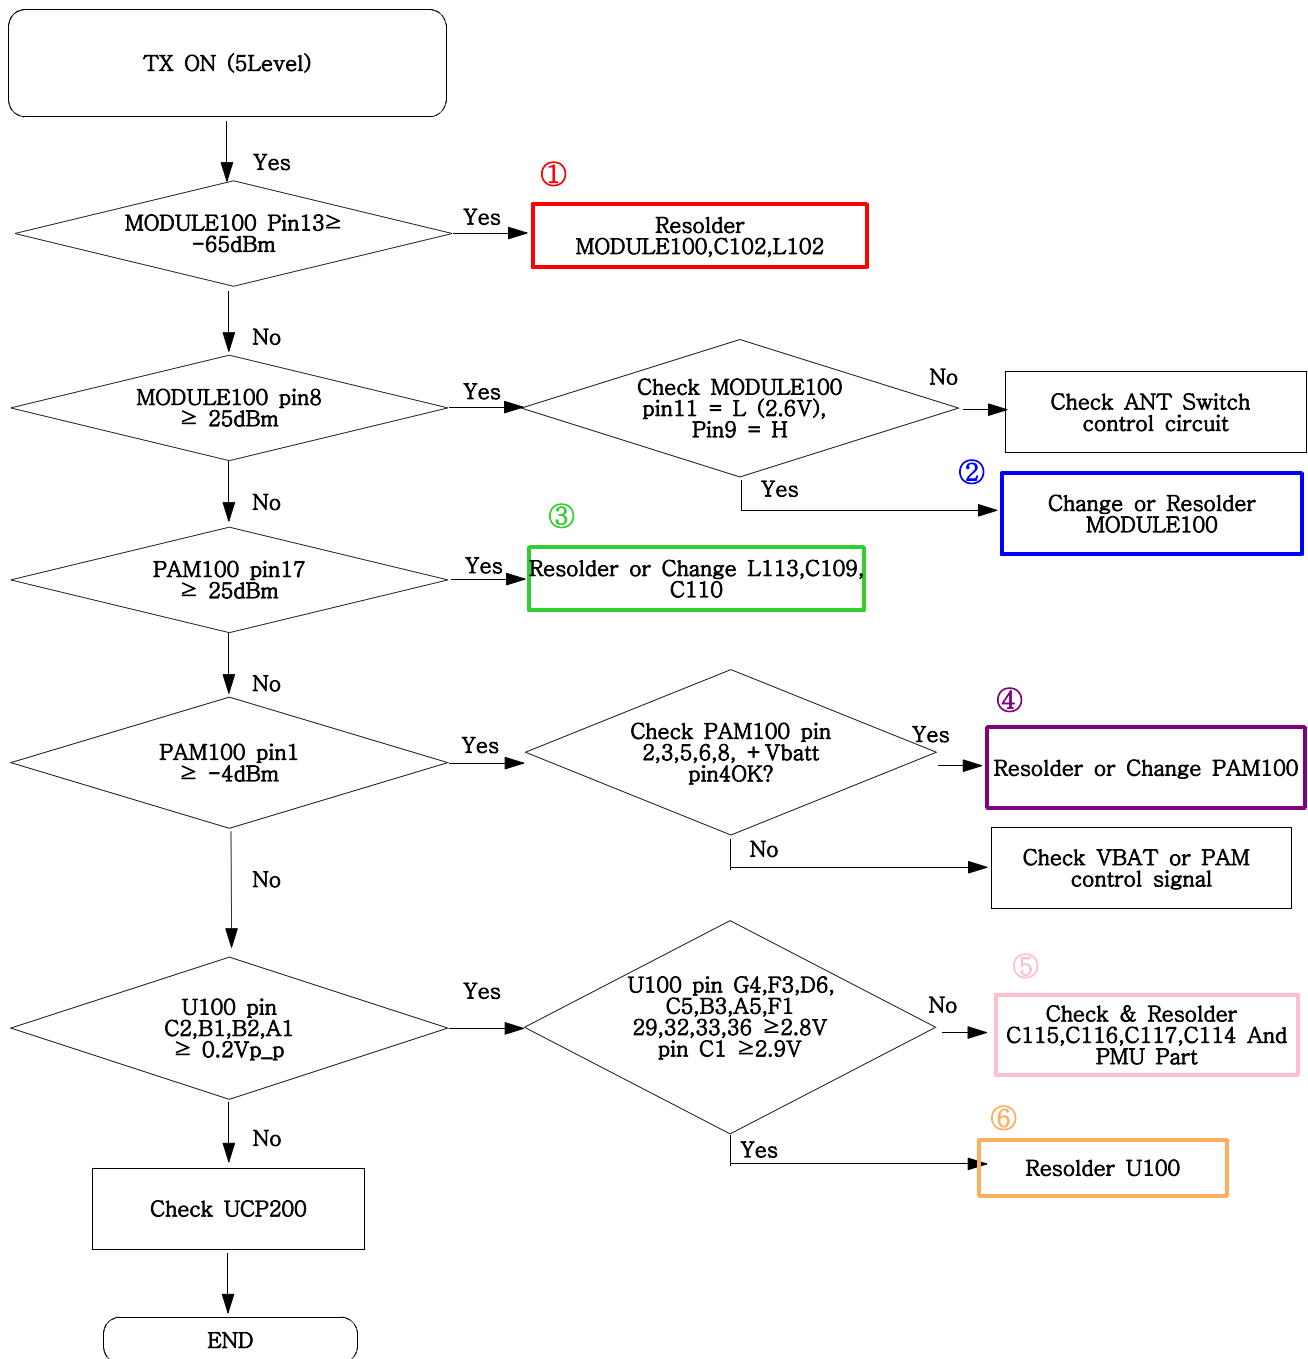 TX ON (5Level)
Yes
①
MODULE100 Pin13≥
-65dBm
Yes
Resolder
MODULE100,C102,L102
No
MODULE100 pin8
≥ 25dBm
Yes
Check MODULE100
pin11 = L (2.6V),
Pin9 = H
No
Check ANT Switch
control circuit
Yes
②
Change or Resolder
MODULE100
No
③
PAM100 pin17
≥ 25dBm
Yes
Resolder or Change L113,C109,
C110
No
PAM100 pin1
≥ -4dBm
Yes
Check PAM100 pin
2,3,5,6,8, +Vbatt
pin4OK?
Yes
④
Resolder or Change PAM100
No
Check VBAT or PAM
control signal
No
U100 pin
C2,B1,B2,A1
≥ 0.2Vp_p
Yes
U100 pin G4,F3,D6,
C5,B3,A5,F1
29,32,33,36 ≥2.8V
pin C1 ≥2.9V
No
⑤
Check & Resolder
C115,C116,C117,C114 And
PMU Part
Yes
⑥
Resolder U100
No
Check UCP200
END